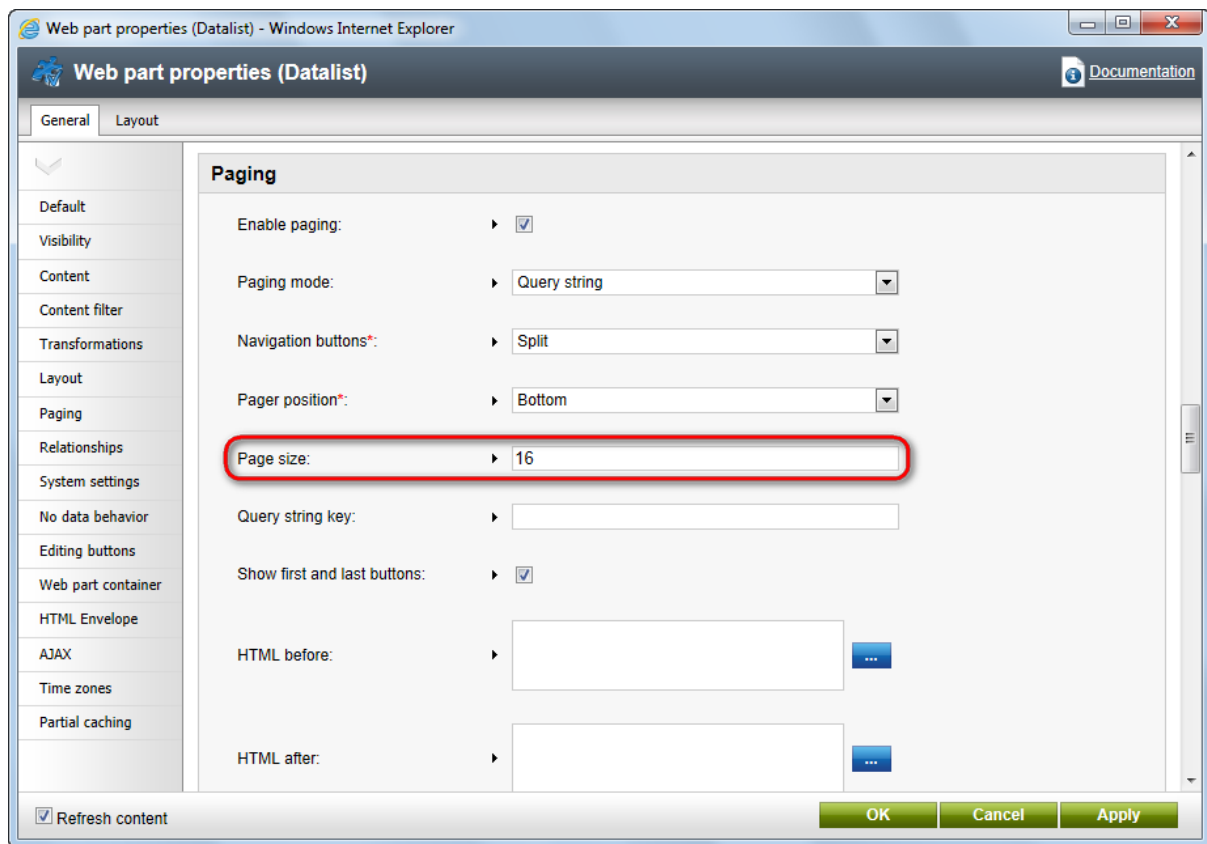 Web part properties (Datalist) - Windows Internet Explorer
Web part properties (Datalist)
Documentation
General Layout
Default
Visibility
Content
Content filter
Transformations
Layout
Paging
Relationships
System settings
No data behavior
Editing buttons
Web part container
HTML Envelope
AJAX
Time zones
Partial caching
Paging
Enable paging:
Paging mode: Query string
Navigation buttons*: Split
Pager position*: Bottom
Page size: 16
Query string key:
Show first and last buttons:
HTML before: ...
HTML after: ...
Refresh content
OK Cancel Apply